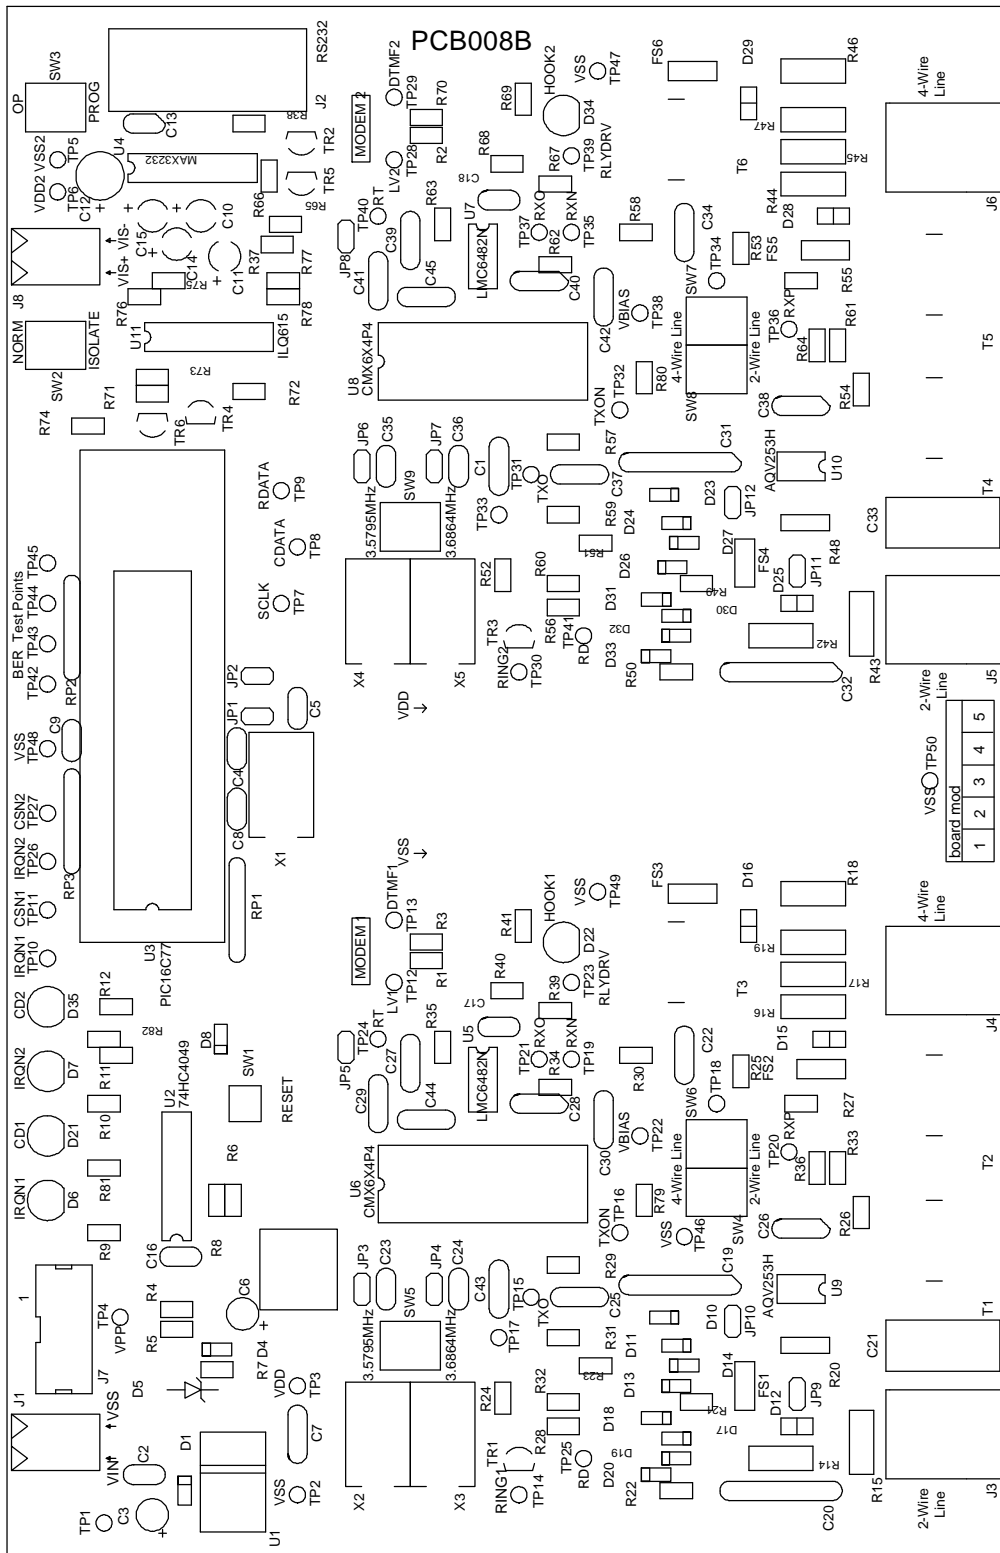 PCB008B
SW3
OP
PROG
J2
RS232
C13
R38
TR2
U4
MAX3232
TR5
R65
R66
VSS2
TP5
VDD2
TP6
C12
C15
C10
C14
C11
R37
R77
R78
R75
R76
J8
VIS+
VIS-
U11
ILQ615
SW2
NORM
ISOLATE
R71
R73
R72
R74
TR6
TR4
MODEM 2
DTMF2
TP29
R70
R2
TP28
LV2
RT
TP40
JP8
C39
C41
C45
R63
U7
LMC6482N
C18
R68
R69
HOOK2
D34
R67
TP39
RLYDRV
VSS
TP47
TP37
RXO
RXN
TP35
R62
C40
R58
C42
VBIAS
TP38
U8
CMX6X4P4
FS6
D29
R46
R47
R45
R44
T6
4-Wire
Line
J6
D28
C34
SW7
TP34
R53
FS5
R55
4-Wire Line
2-Wire Line
SW8
TP36
RXP
R61
R64
T5
R80
TXON
TP32
C38
R54
JP6
C35
JP7
C36
SW9
3.5795MHz
3.6864MHz
C1
TP31
TXO
TP33
C37
R57
R59
C31
AQV253H
U10
T4
C33
D23
JP12
D24
D27
FS4
D25
JP11
R48
D26
R51
R49
D30
D31
D32
D33
R50
R42
R43
C32
R52
R60
R56
TR3
RING2
TP30
TP41
RD
X4
X5
2-Wire
Line
J5
RDATA
TP9
CDATA
TP8
SCLK
TP7
BER Test Points
TP45
TP44
TP43
TP42
RP2
JP2
JP1
C5
C9
VSS
TP48
C4
C8
X1
RP3
CSN2
TP27
IRQN2
TP26
CSN1
TP11
IRQN1
TP10
RP1
U3
PIC16C77
VDD
VSS
VSS
TP50
board mod
1 2 3 4 5
CD2
D35
R12
R82
IRQN2
D7
R11
D8
SW1
RESET
U2
74HC4049
CD1
D21
R10
R81
R6
IRQN1
D6
R9
R8
C16
MODEM 1
DTMF1
TP13
R3
R1
TP12
LV1
RT
TP24
JP5
C27
C29
C44
R35
U5
LMC6482N
C17
R40
R41
HOOK1
D22
R39
TP23
RLYDRV
VSS
TP49
TP21
RXO
RXN
TP19
R34
C28
R30
C30
VBIAS
TP22
U6
CMX6X4P4
FS3
D16
R18
R19
R17
R16
T3
4-Wire
Line
J4
D15
C22
SW6
TP18
R25
FS2
R27
4-Wire Line
2-Wire Line
SW4
TP20
RXP
R33
R36
T2
R79
TXON
TP16
VSS
TP46
C26
R26
1
J7
TP4
VPP
R4
R5
C6
R7
D4
D5
VDD
TP3
J1
VSS
VIN
C2
D1
C7
C3
TP1
VSS
TP2
U1
JP3
C23
JP4
C24
SW5
3.5795MHz
3.6864MHz
C43
TP15
TXO
TP17
C25
R29
R31
C19
AQV253H
U9
T1
C21
D10
JP10
D11
D14
FS1
D12
JP9
R20
D13
R23
R21
D17
D18
D19
D20
R22
R14
R15
C20
R24
R32
R28
TR1
RING1
TP14
TP25
RD
X2
X3
2-Wire
Line
J3